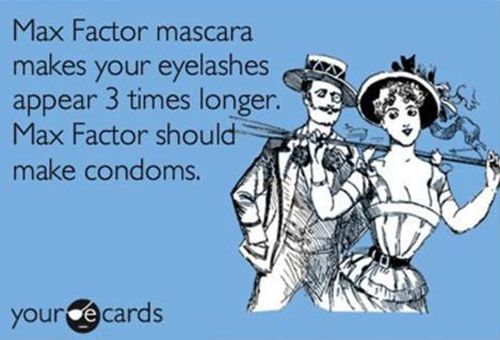 Max Factor mascara
makes your eyelashes
appear 3 times longer.
Max Factor should
make condoms.
your e cards